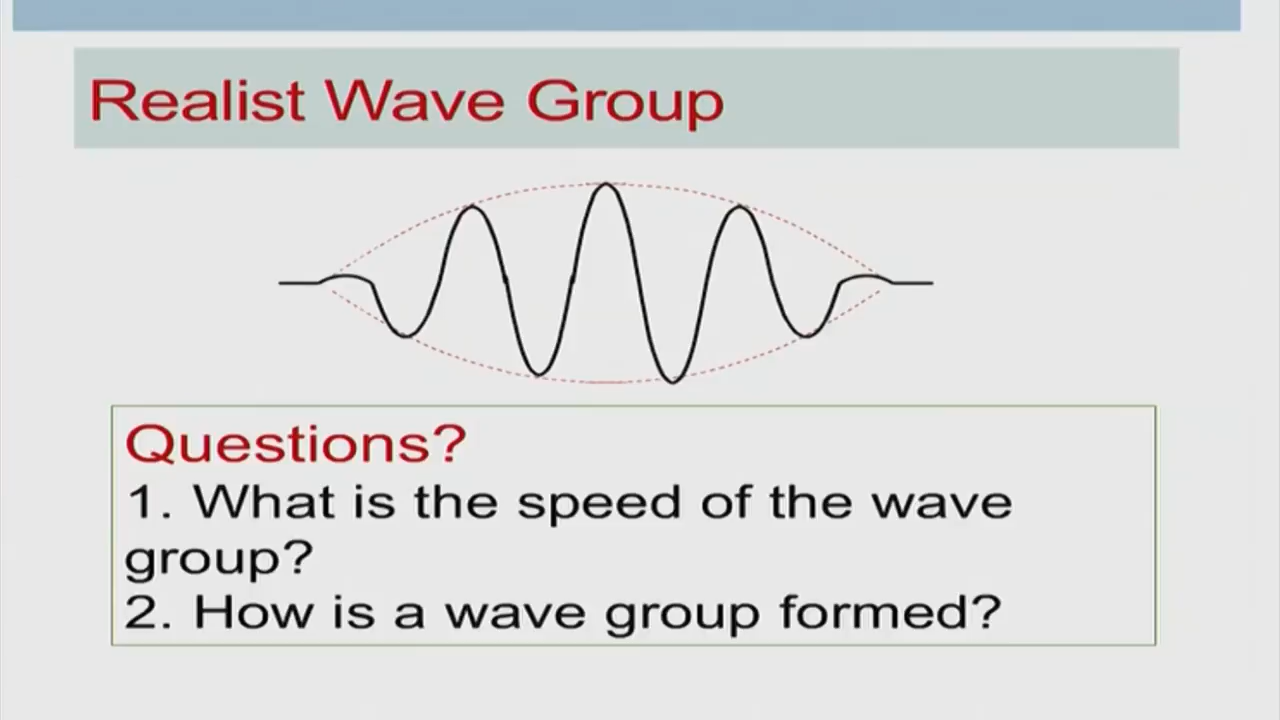 Realist Wave Group
Questions?
1. What is the speed of the wave
group?
2. How is a wave group formed?